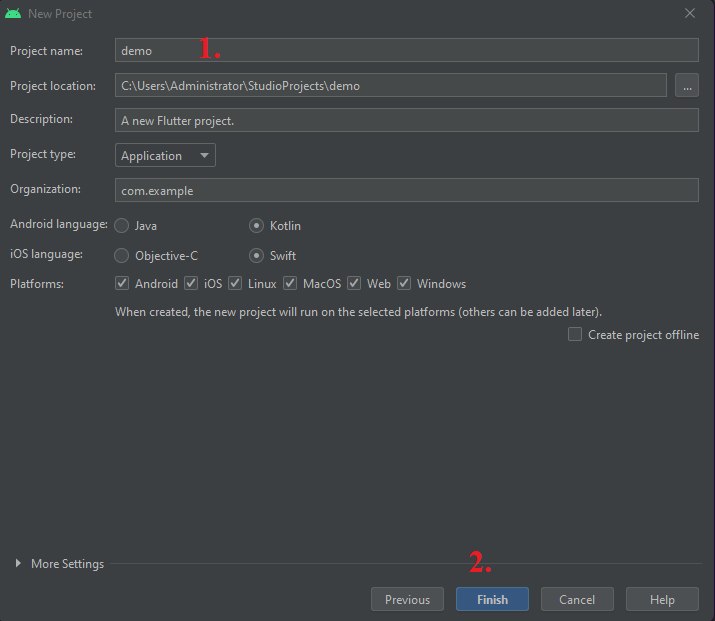 New Project
Project name: demo 1.
Project location: C:\Users\Administrator\StudioProjects\demo ...
Description: A new Flutter project.
Project type: Application
Organization: com.example
Android language: Java Kotlin
iOS language: Objective-C Swift
Platforms: Android iOS Linux MacOS Web Windows
When created, the new project will run on the selected platforms (others can be added later).
Create project offline
More Settings
2.
Previous Finish Cancel Help